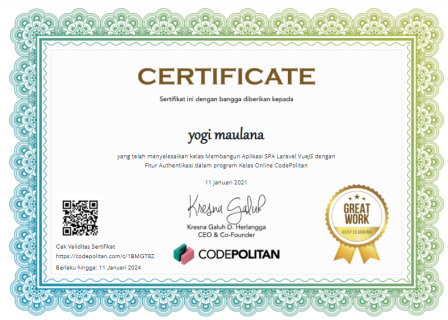 CERTIFICATE
Sertifikat ini dengan bangga diberikan kepada
yogi maulana
yang telah menyelesaikan kelas Membangun Aplikasi SPA Laravel VueJS dengan
Fitur Authentikasi dalam program Kelas Online CodePolitan
11 Januari 2021
Kresna Galuh
Kresna Galuh D. Herlangga
CEO & Co-Founder
CODEPOLITAN
GREAT
WORK
KEEP LEARNING
Cek Validitas Sertifikat
https://codepolitan.com/c/1BMGT8Z
Berlaku hingga: 11 Januari 2024